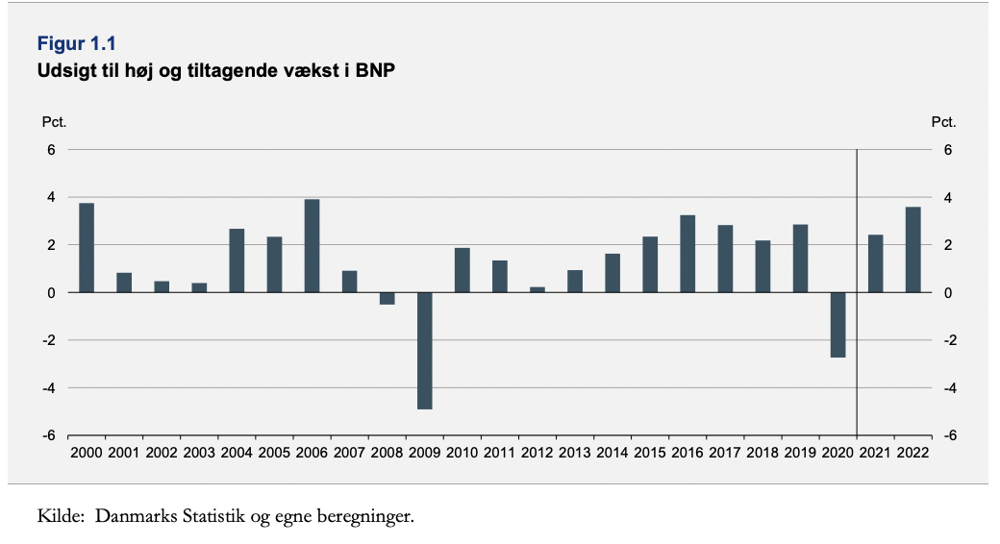 Figur 1.1
Udsigt til høj og tiltagende vækst i BNP
Pct. Pct.
6 6
4 4
2 2
0 0
-2 -2
-4 -4
-6 -6
2000 2001 2002 2003 2004 2005 2006 2007 2008 2009 2010 2011 2012 2013 2014 2015 2016 2017 2018 2019 2020 2021 2022
Kilde: Danmarks Statistik og egne beregninger.